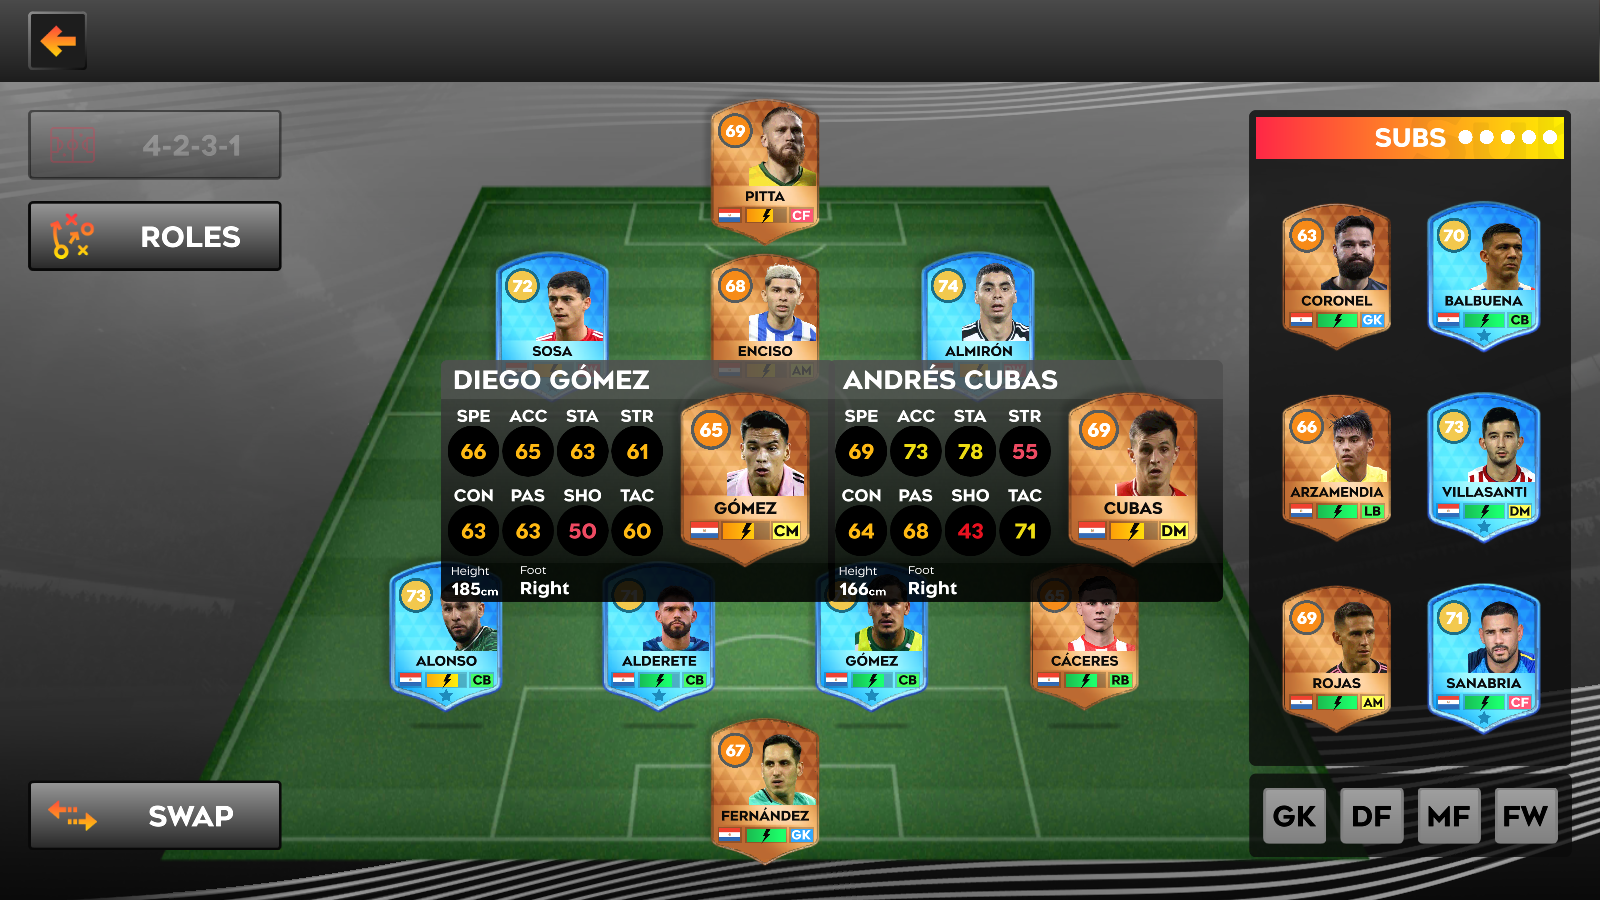 4-2-3-1
ROLES
SWAP
69
PITTA
CF
72
SOSA
68
ENCISO
AM
74
ALMIRÓN
DIEGO GÓMEZ
SPE ACC STA STR
66 65 63 61
CON PAS SHO TAC
63 63 50 60
Height Foot
185cm Right
65
GÓMEZ
CM
ANDRÉS CUBAS
SPE ACC STA STR
69 73 78 55
CON PAS SHO TAC
64 68 43 71
Height Foot
166cm Right
69
CUBAS
DM
73
ALONSO
CB
71
ALDERETE
CB
GÓMEZ
CB
65
CÁCERES
RB
67
FERNÁNDEZ
GK
SUBS
63
CORONEL
GK
70
BALBUENA
CB
66
ARZAMENDIA
LB
73
VILLASANTI
DM
69
ROJAS
AM
71
SANABRIA
CF
GK DF MF FW